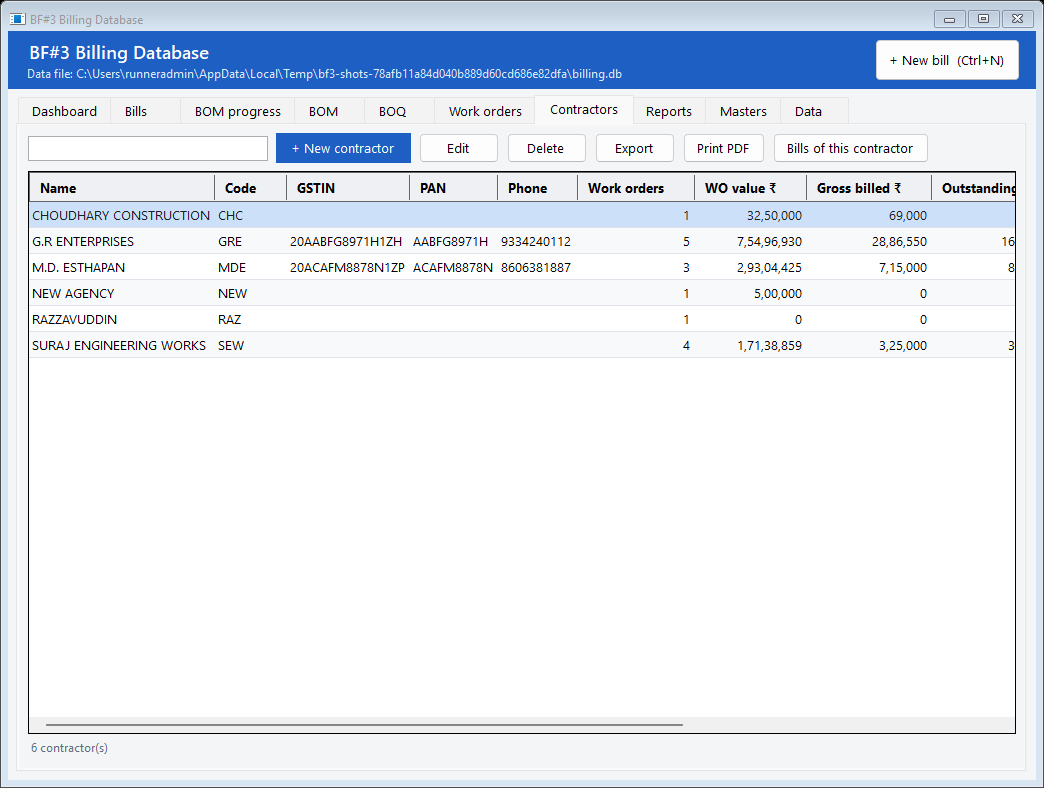 BF#3 Billing Database
BF#3 Billing Database
Data file: C:\Users\runneradmin\AppData\Local\Temp\bf3-shots-78afb11a84d040b889d60cd686e82dfa\billing.db
+ New bill (Ctrl+N)
Dashboard Bills BOM progress BOM BOQ Work orders Contractors Reports Masters Data
+ New contractor Edit Delete Export Print PDF Bills of this contractor
Name Code GSTIN PAN Phone Work orders WO value ₹ Gross billed ₹ Outstanding
CHOUDHARY CONSTRUCTION CHC 1 32,50,000 69,000
G.R ENTERPRISES GRE 20AABFG8971H1ZH AABFG8971H 9334240112 5 7,54,96,930 28,86,550 16
M.D. ESTHAPAN MDE 20ACAFM8878N1ZP ACAFM8878N 8606381887 3 2,93,04,425 7,15,000 8
NEW AGENCY NEW 1 5,00,000 0
RAZZAVUDDIN RAZ 1 0 0
SURAJ ENGINEERING WORKS SEW 4 1,71,38,859 3,25,000 3
6 contractor(s)